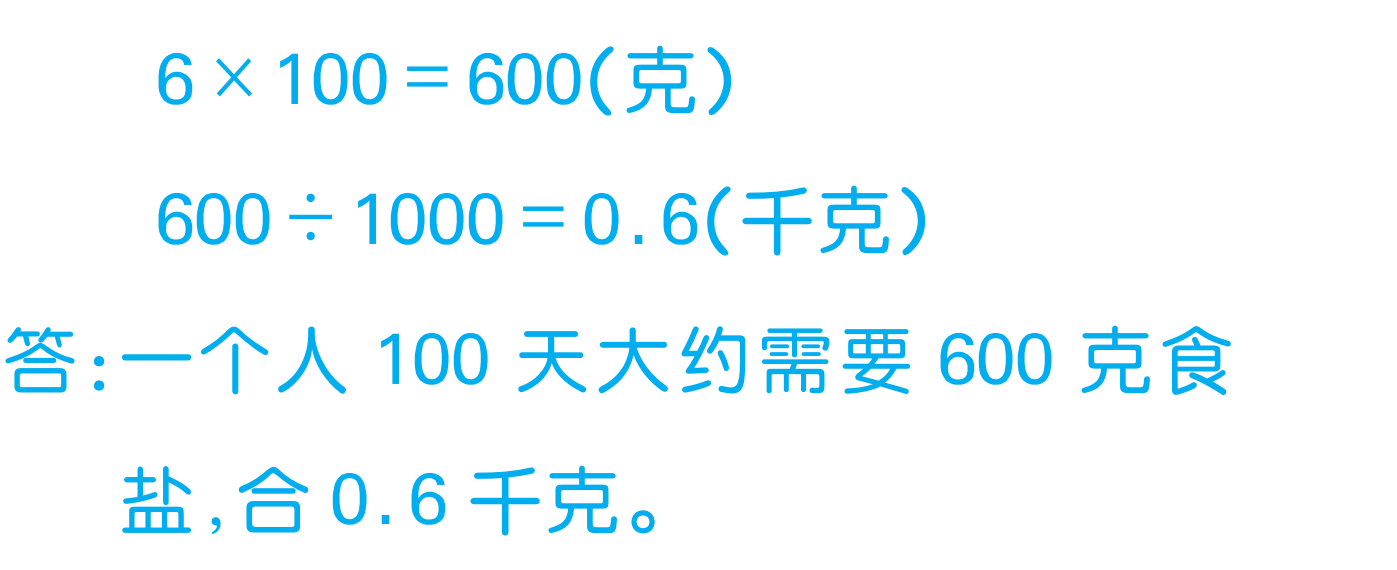 6×100=600(克)
600÷1000=0.6(千克)
答:一个人 100 天大约需要 600 克食
盐,合 0.6 千克。